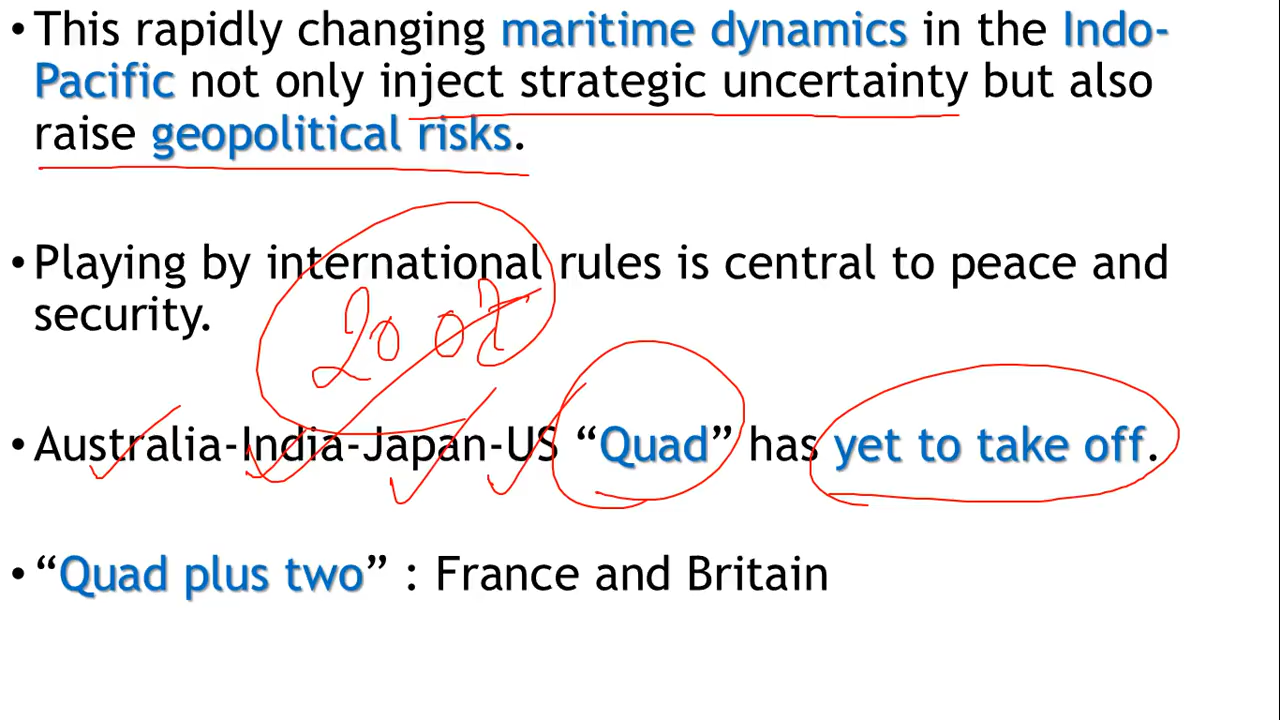 • This rapidly changing maritime dynamics in the Indo-
Pacific not only inject strategic uncertainty but also
raise geopolitical risks.
• Playing by international rules is central to peace and
security.
2007
• Australia-India-Japan-US “Quad” has yet to take off.
• “Quad plus two” : France and Britain